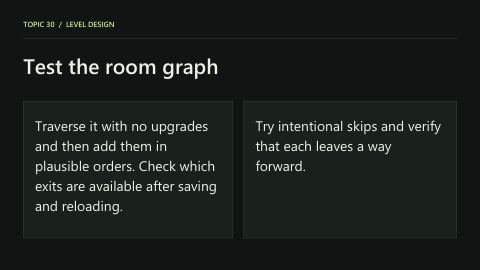 TOPIC 30 / LEVEL DESIGN
Test the room graph
Traverse it with no upgrades
and then add them in
plausible orders. Check which
exits are available after saving
and reloading.
Try intentional skips and verify
that each leaves a way
forward.